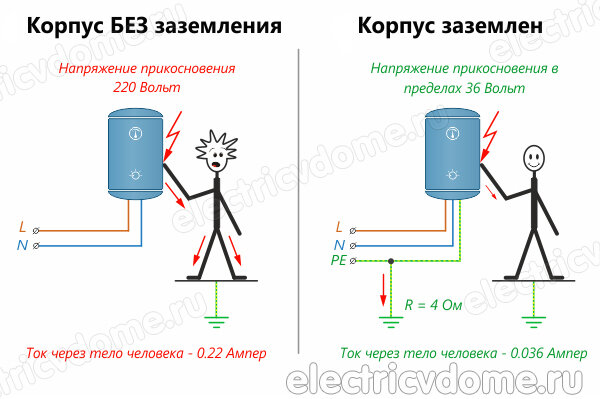 Корпус БЕЗ заземления
Напряжение прикосновения
220 Вольт
L
N
Ток через тело человека - 0.22 Ампер
Корпус заземлен
Напряжение прикосновения в
пределах 36 Вольт
L
N
PE
R = 4 Ом
Ток через тело человека - 0.036 Ампер
electricvdome.ru